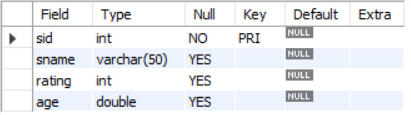 Field Type Null Key Default Extra
sid int NO PRI NULL
sname varchar(50) YES NULL
rating int YES NULL
age double YES NULL